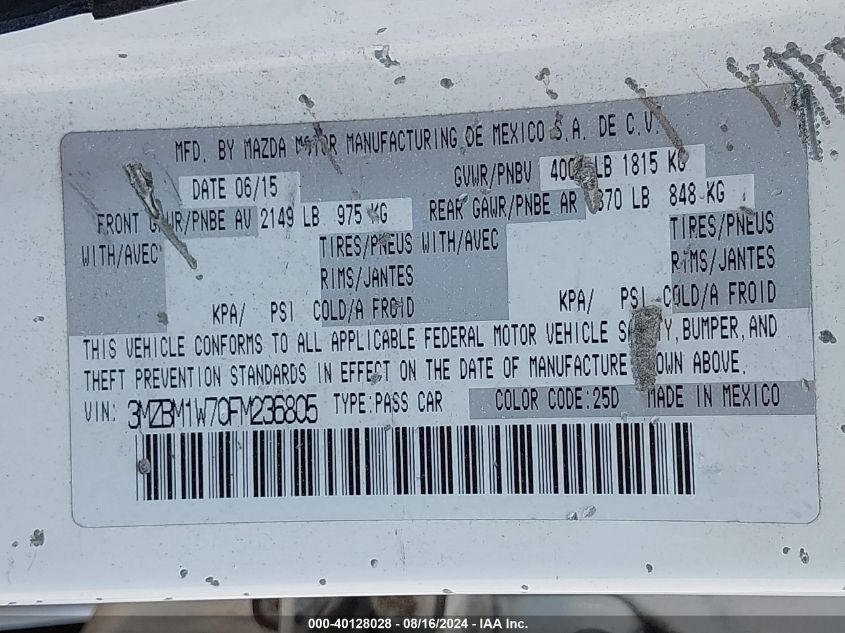 MFD. BY MAZDA MOTOR MANUFACTURING DE MEXICO S.A. DE C.V.
DATE 06/15 GVWR/PNBV LB 1815 KG
FRONT GAWR/PNBE AV 2149 LB 975 KG REAR GAWR/PNBE AR LB 848 KG
WITH/AVEC TIRES/PNEUS WITH/AVEC TIRES/PNEUS
RIMS/JANTES RIMS/JANTES
KPA/ PSI COLD/A FROID KPA/ PSI COLD/A FROID
THIS VEHICLE CONFORMS TO ALL APPLICABLE FEDERAL MOTOR VEHICLE SAFETY, BUMPER, AND
THEFT PREVENTION STANDARDS IN EFFECT ON THE DATE OF MANUFACTURE SHOWN ABOVE.
VIN: 3MZBM1W70FM236805 TYPE:PASS CAR COLOR CODE:25D MADE IN MEXICO
000-40128028 - 08/16/2024 - IAA Inc.